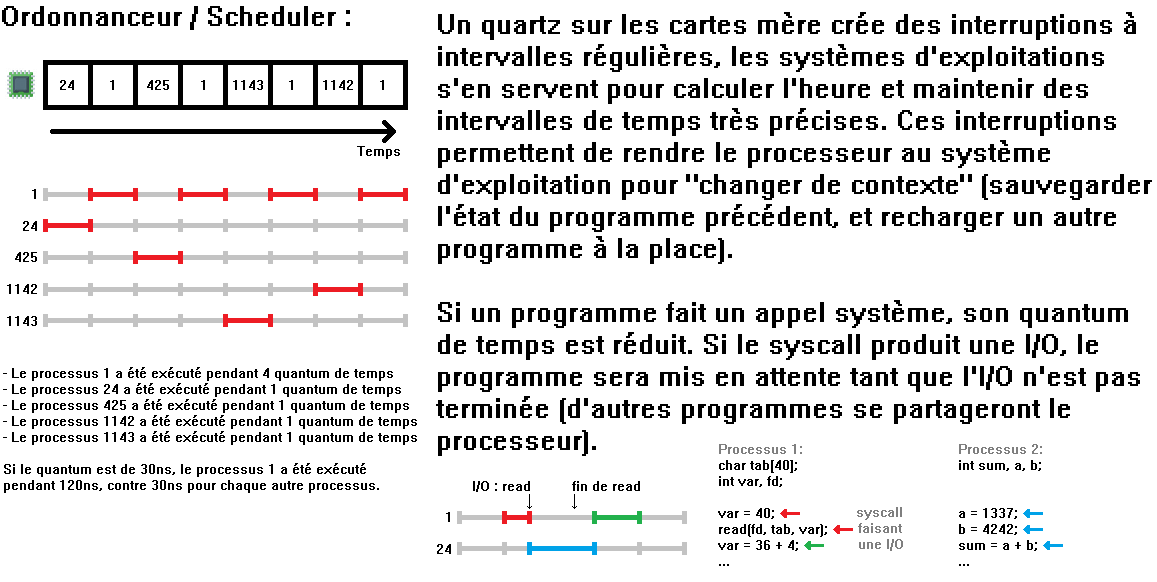 Ordonnanceur / Scheduler :
24 1 425 1 1143 1 1142 1
Temps
1
24
425
1142
1143
- Le processus 1 a été exécuté pendant 4 quantum de temps
- Le processus 24 a été exécuté pendant 1 quantum de temps
- Le processus 425 a été exécuté pendant 1 quantum de temps
- Le processus 1142 a été exécuté pendant 1 quantum de temps
- Le processus 1143 a été exécuté pendant 1 quantum de temps
Si le quantum est de 30ns, le processus 1 a été exécuté
pendant 120ns, contre 30ns pour chaque autre processus.
Un quartz sur les cartes mère crée des interruptions à
intervalles régulières, les systèmes d'exploitations
s'en servent pour calculer l'heure et maintenir des
intervalles de temps très précises. Ces interruptions
permettent de rendre le processeur au système
d'exploitation pour "changer de contexte" (sauvegarder
l'état du programme précédent, et recharger un autre
programme à la place).
Si un programme fait un appel système, son quantum
de temps est réduit. Si le syscall produit une I/O, le
programme sera mis en attente tant que l'I/O n'est pas
terminée (d'autres programmes se partageront le
processeur).
I/O : read fin de read
1
24
Processus 1:
char tab[40];
int var, fd;
var = 40;
read(fd, tab, var);
var = 36 + 4;
...
syscall
faisant
une I/O
Processus 2:
int sum, a, b;
a = 1337;
b = 4242;
sum = a + b;
...